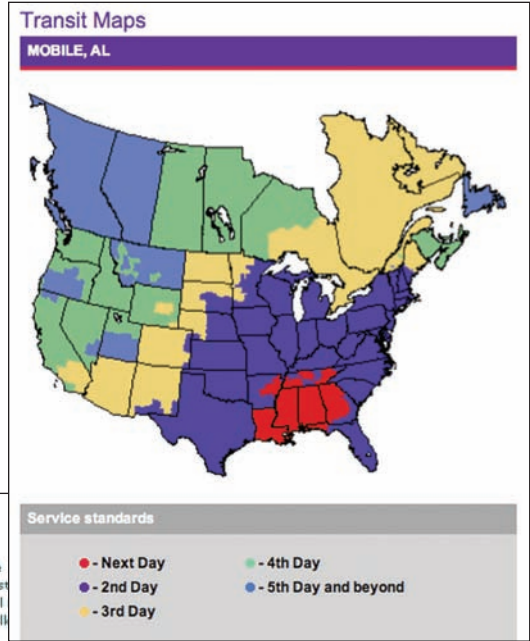 Transit Maps
MOBILE, AL
Service standards
- Next Day
- 2nd Day
- 3rd Day
- 4th Day
- 5th Day and beyond